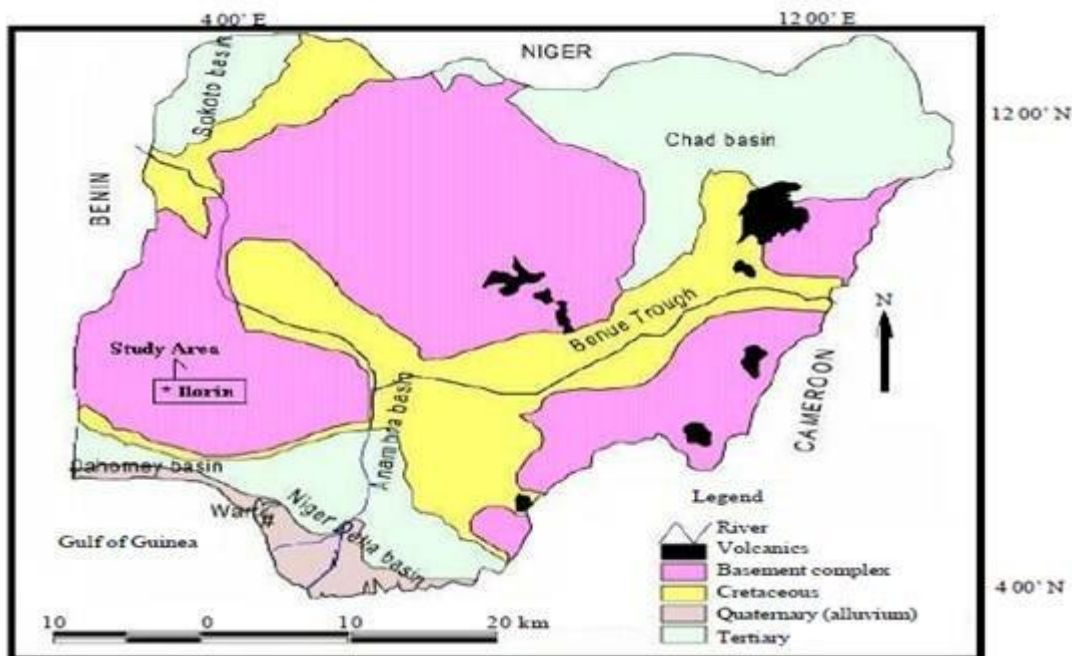 4 00' E
12 00' E
NIGER
12 00' N
Sokoto basin
Chad basin
BENIN
Benue Trough
N
Study Area
* Ilorin
CAMEROON
Anambra basin
Dahomey basin
Warri
Niger Delta basin
Gulf of Guinea
Legend
River
Volcanics
Basement complex
Cretaceous
Quaternary (alluvium)
Tertiary
4 00' N
10 0 10 20 km